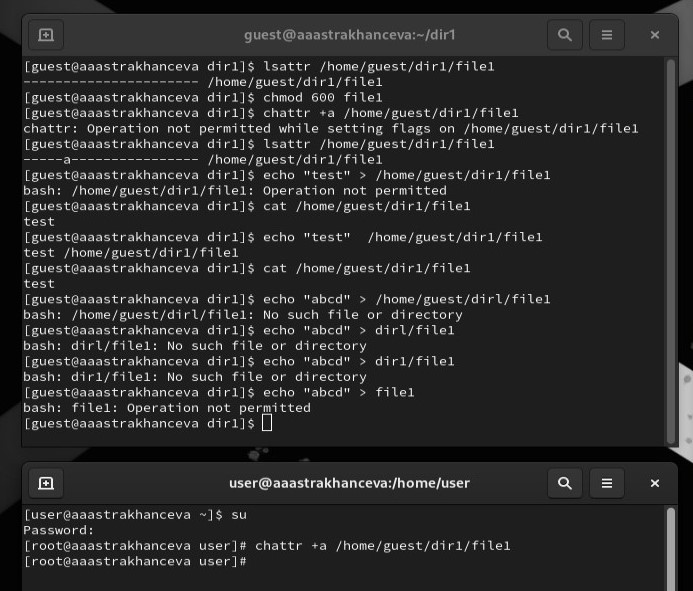 guest@aaastrakhanceva:~/dir1
[guest@aaastrakhanceva dir1]$ lsattr /home/guest/dir1/file1
---------------------- /home/guest/dir1/file1
[guest@aaastrakhanceva dir1]$ chmod 600 file1
[guest@aaastrakhanceva dir1]$ chattr +a /home/guest/dir1/file1
chattr: Operation not permitted while setting flags on /home/guest/dir1/file1
[guest@aaastrakhanceva dir1]$ lsattr /home/guest/dir1/file1
-----a---------------- /home/guest/dir1/file1
[guest@aaastrakhanceva dir1]$ echo "test" > /home/guest/dir1/file1
bash: /home/guest/dir1/file1: Operation not permitted
[guest@aaastrakhanceva dir1]$ cat /home/guest/dir1/file1
test
[guest@aaastrakhanceva dir1]$ echo "test"  /home/guest/dir1/file1
test /home/guest/dir1/file1
[guest@aaastrakhanceva dir1]$ cat /home/guest/dir1/file1
test
[guest@aaastrakhanceva dir1]$ echo "abcd" > /home/guest/dirl/file1
bash: /home/guest/dirl/file1: No such file or directory
[guest@aaastrakhanceva dir1]$ echo "abcd" > dirl/file1
bash: dirl/file1: No such file or directory
[guest@aaastrakhanceva dir1]$ echo "abcd" > dir1/file1
bash: dir1/file1: No such file or directory
[guest@aaastrakhanceva dir1]$ echo "abcd" > file1
bash: file1: Operation not permitted
[guest@aaastrakhanceva dir1]$
user@aaastrakhanceva:/home/user
[user@aaastrakhanceva ~]$ su
Password:
[root@aaastrakhanceva user]# chattr +a /home/guest/dir1/file1
[root@aaastrakhanceva user]#